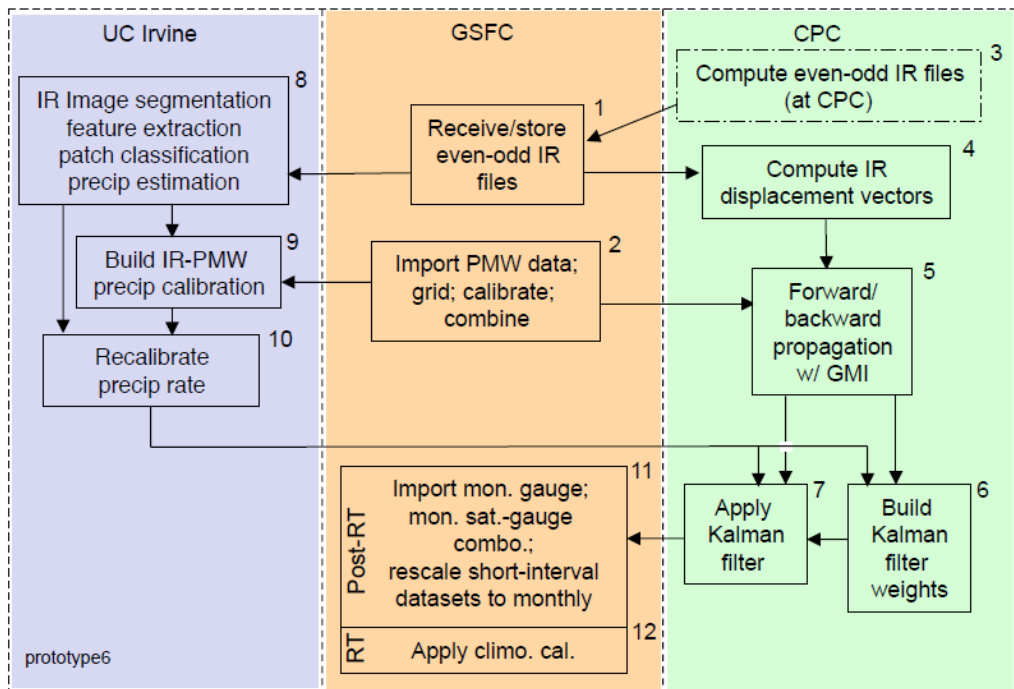 UC Irvine
8
IR Image segmentation
feature extraction
patch classification
precip estimation
9
Build IR-PMW
precip calibration
10
Recalibrate
precip rate
prototype6
GSFC
1
Receive/store
even-odd IR
files
2
Import PMW data;
grid; calibrate;
combine
11
Post-RT
Import mon. gauge;
mon. sat.-gauge
combo.;
rescale short-interval
datasets to monthly
12
RT
Apply climo. cal.
CPC
3
Compute even-odd IR files
(at CPC)
4
Compute IR
displacement vectors
5
Forward/
backward
propagation
w/ GMI
7
Apply
Kalman
filter
6
Build
Kalman
filter
weights